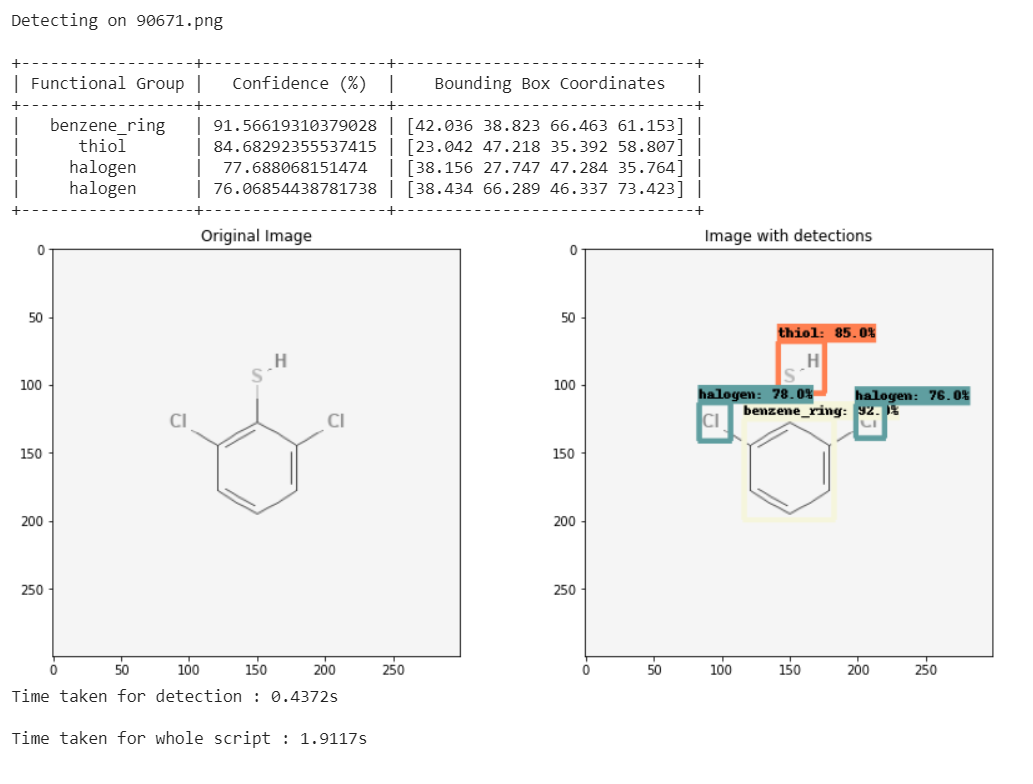 Detecting on 90671.png
+------------------+-------------------+-------------------------------+
| Functional Group |   Confidence (%)  |    Bounding Box Coordinates   |
+------------------+-------------------+-------------------------------+
|   benzene_ring   | 91.56619310379028 | [42.036 38.823 66.463 61.153] |
|      thiol       | 84.68292355537415 | [23.042 47.218 35.392 58.807] |
|     halogen      |  77.688068151474  | [38.156 27.747 47.284 35.764] |
|     halogen      | 76.06854438781738 | [38.434 66.289 46.337 73.423] |
+------------------+-------------------+-------------------------------+
Original Image
0
50
100
150
200
250
H
S
Cl
Cl
0 50 100 150 200 250
Image with detections
0
50
100
150
200
250
thiol: 85.0%
H
S
halogen: 78.0%
halogen: 76.0%
benzene_ring: 92.
Cl
Cl
0 50 100 150 200 250
Time taken for detection : 0.4372s
Time taken for whole script : 1.9117s